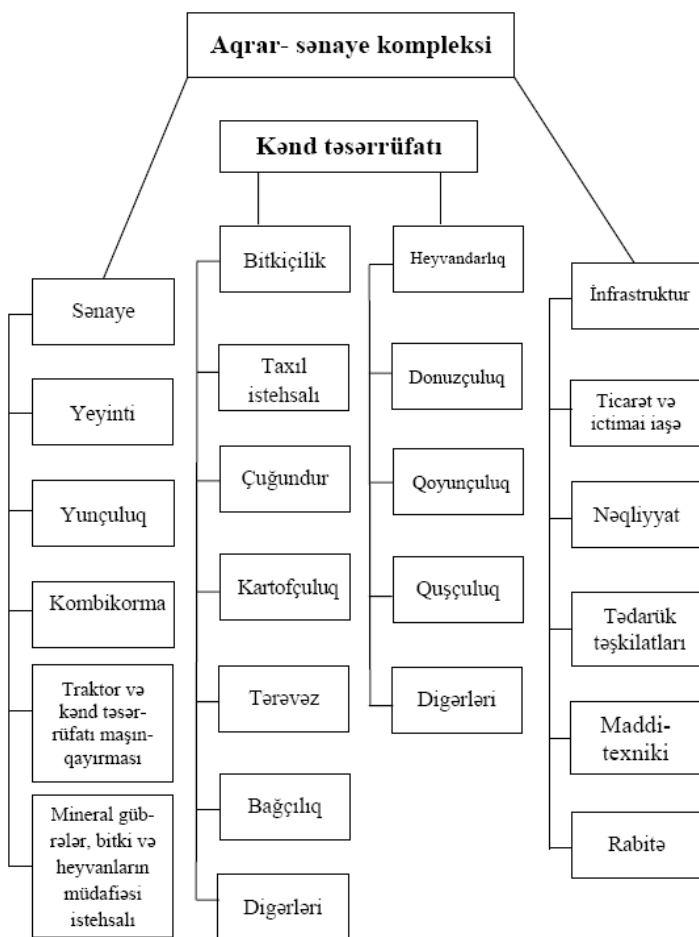 Aqrar- sənaye kompleksi
Kənd təsərrüfatı
Sənaye
Yeyinti
Yunçuluq
Kombikorma
Traktor və
kənd təsər-
rüfatı maşın-
qayırması
Mineral güb-
rələr, bitki və
heyvanların
müdafiəsi
istehsalı
Bitkiçilik
Taxıl
istehsalı
Çuğundur
Kartofçuluq
Tərəvəz
Bağçılıq
Digərləri
Heyvandarlıq
Donuzçuluq
Qoyunçuluq
Quşçuluq
Digərləri
İnfrastruktur
Ticarət və
ictimai iaşə
Nəqliyyat
Tədarük
təşkilatları
Maddi-
texniki
Rabitə